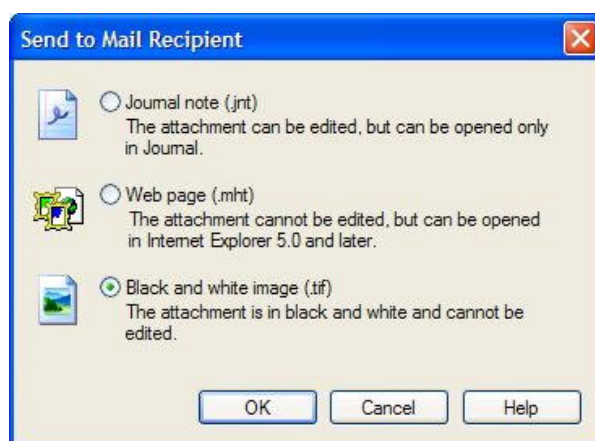 Send to Mail Recipient
Journal note (.jnt)
The attachment can be edited, but can be opened only
in Journal.
Web page (.mht)
The attachment cannot be edited, but can be opened
in Internet Explorer 5.0 and later.
Black and white image (.tif)
The attachment is in black and white and cannot be
edited.
OK Cancel Help